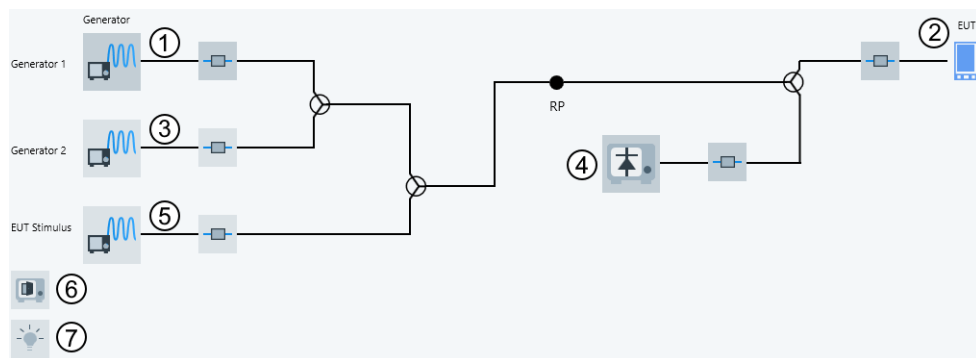 Generator
Generator 1
①
②
EUT
RP
Generator 2
③
④
EUT Stimulus
⑤
⑥
⑦